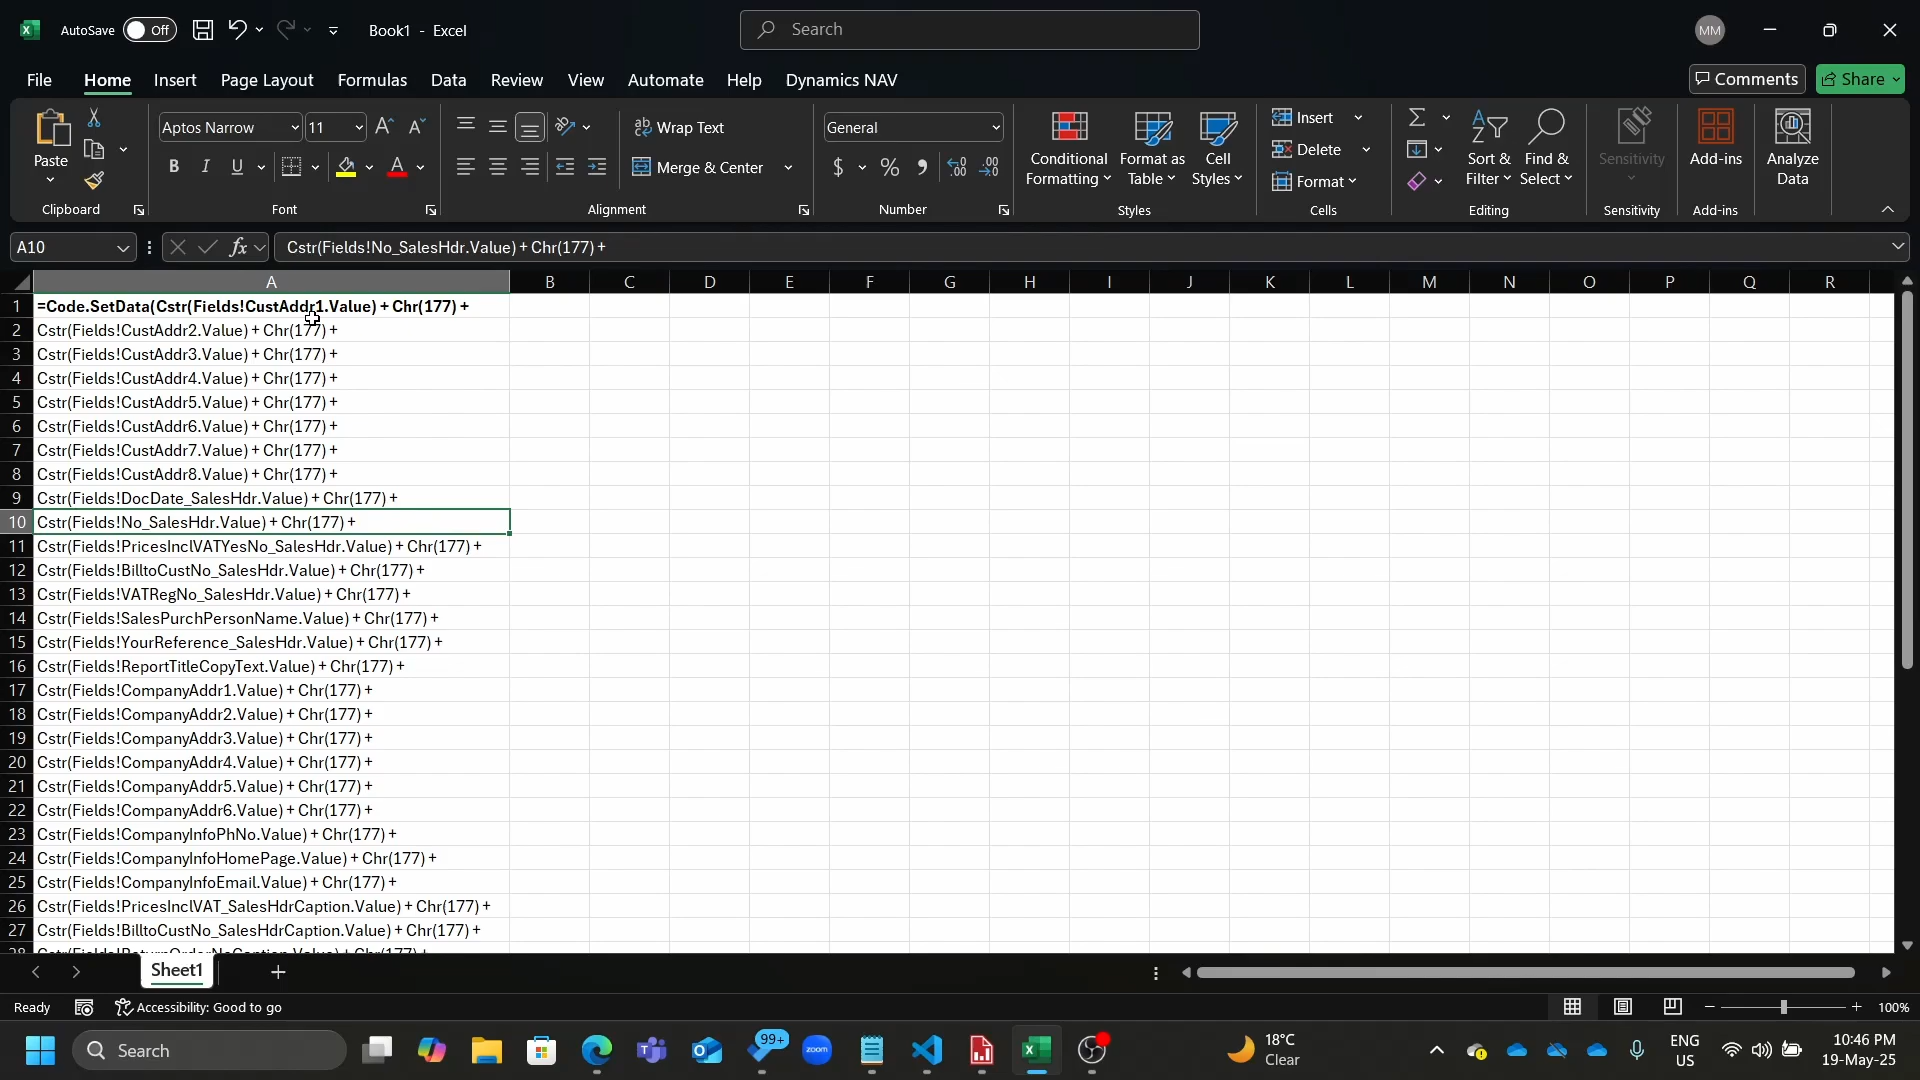 AutoSave Off Book1 - Excel Search MM
File Home Insert Page Layout Formulas Data Review View Automate Help Dynamics NAV Comments Share
Paste
Clipboard
Aptos Narrow 11
B I U
Font
Wrap Text
Merge & Center
Alignment
General
$ %
Number
Conditional Formatting
Format as Table
Cell Styles
Styles
Insert
Delete
Format
Cells
Sort & Filter
Find & Select
Editing
Sensitivity
Sensitivity
Add-ins
Add-ins
Analyze Data
A10 fx Cstr(Fields!No_SalesHdr.Value) + Chr(177) +
A B C D E F G H I J K L M N O P Q R
1 =Code.SetData(Cstr(Fields!CustAddr1.Value) + Chr(177) +
2 Cstr(Fields!CustAddr2.Value) + Chr(177) +
3 Cstr(Fields!CustAddr3.Value) + Chr(177) +
4 Cstr(Fields!CustAddr4.Value) + Chr(177) +
5 Cstr(Fields!CustAddr5.Value) + Chr(177) +
6 Cstr(Fields!CustAddr6.Value) + Chr(177) +
7 Cstr(Fields!CustAddr7.Value) + Chr(177) +
8 Cstr(Fields!CustAddr8.Value) + Chr(177) +
9 Cstr(Fields!DocDate_SalesHdr.Value) + Chr(177) +
10 Cstr(Fields!No_SalesHdr.Value) + Chr(177) +
11 Cstr(Fields!PricesInclVATYesNo_SalesHdr.Value) + Chr(177) +
12 Cstr(Fields!BilltoCustNo_SalesHdr.Value) + Chr(177) +
13 Cstr(Fields!VATRegNo_SalesHdr.Value) + Chr(177) +
14 Cstr(Fields!SalesPurchPersonName.Value) + Chr(177) +
15 Cstr(Fields!YourReference_SalesHdr.Value) + Chr(177) +
16 Cstr(Fields!ReportTitleCopyText.Value) + Chr(177) +
17 Cstr(Fields!CompanyAddr1.Value) + Chr(177) +
18 Cstr(Fields!CompanyAddr2.Value) + Chr(177) +
19 Cstr(Fields!CompanyAddr3.Value) + Chr(177) +
20 Cstr(Fields!CompanyAddr4.Value) + Chr(177) +
21 Cstr(Fields!CompanyAddr5.Value) + Chr(177) +
22 Cstr(Fields!CompanyAddr6.Value) + Chr(177) +
23 Cstr(Fields!CompanyInfoPhNo.Value) + Chr(177) +
24 Cstr(Fields!CompanyInfoHomePage.Value) + Chr(177) +
25 Cstr(Fields!CompanyInfoEmail.Value) + Chr(177) +
26 Cstr(Fields!PricesInclVAT_SalesHdrCaption.Value) + Chr(177) +
27 Cstr(Fields!BilltoCustNo_SalesHdrCaption.Value) + Chr(177) +
Sheet1
Ready Accessibility: Good to go 100%
Search 99+ zoom 18°C Clear ENG US 10:46 PM 19-May-25